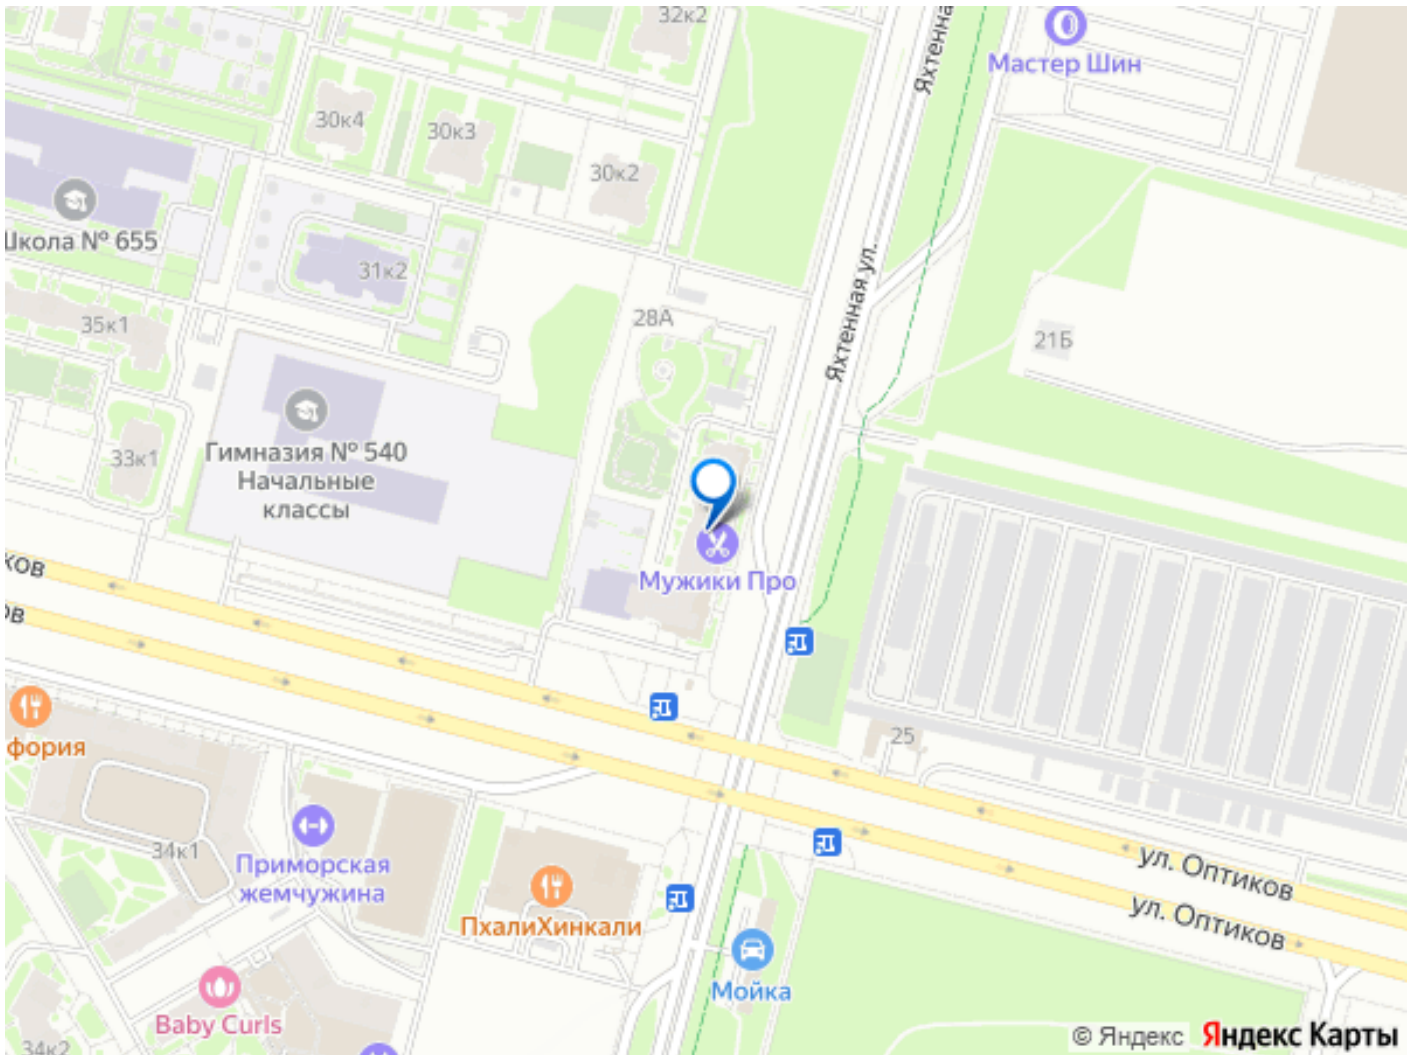 32к2
Яхтенна
Мастер Шин
30к4
30к3
30к2
Школа № 655
31к2
Яхтенная ул.
28А
35к1
21Б
Гимназия № 540
Начальные
классы
33к1
Мужики Про
ков
ов
25
фория
34к1
Приморская
жемчужина
ПхалиХинкали
ул. Оптиков
ул. Оптиков
Мойка
Baby Curls
34к2
© Яндекс Яндекс Карты